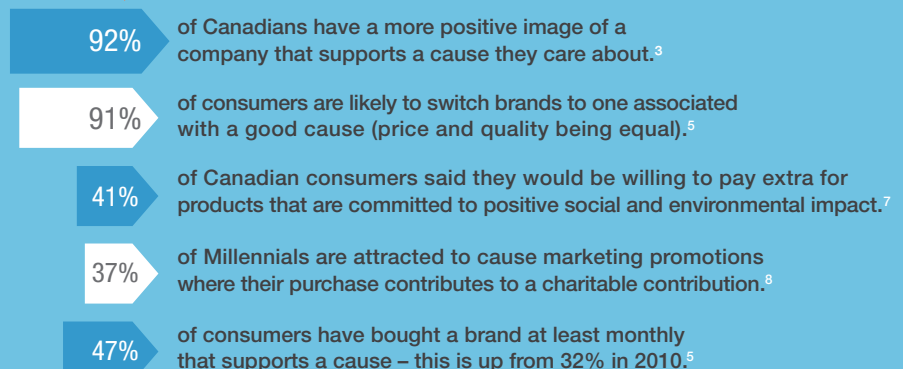 92%
of Canadians have a more positive image of a
company that supports a cause they care about.3
91%
of consumers are likely to switch brands to one associated
with a good cause (price and quality being equal).5
41%
of Canadian consumers said they would be willing to pay extra for
products that are committed to positive social and environmental impact.7
37%
of Millennials are attracted to cause marketing promotions
where their purchase contributes to a charitable contribution.8
47%
of consumers have bought a brand at least monthly
that supports a cause – this is up from 32% in 2010.5